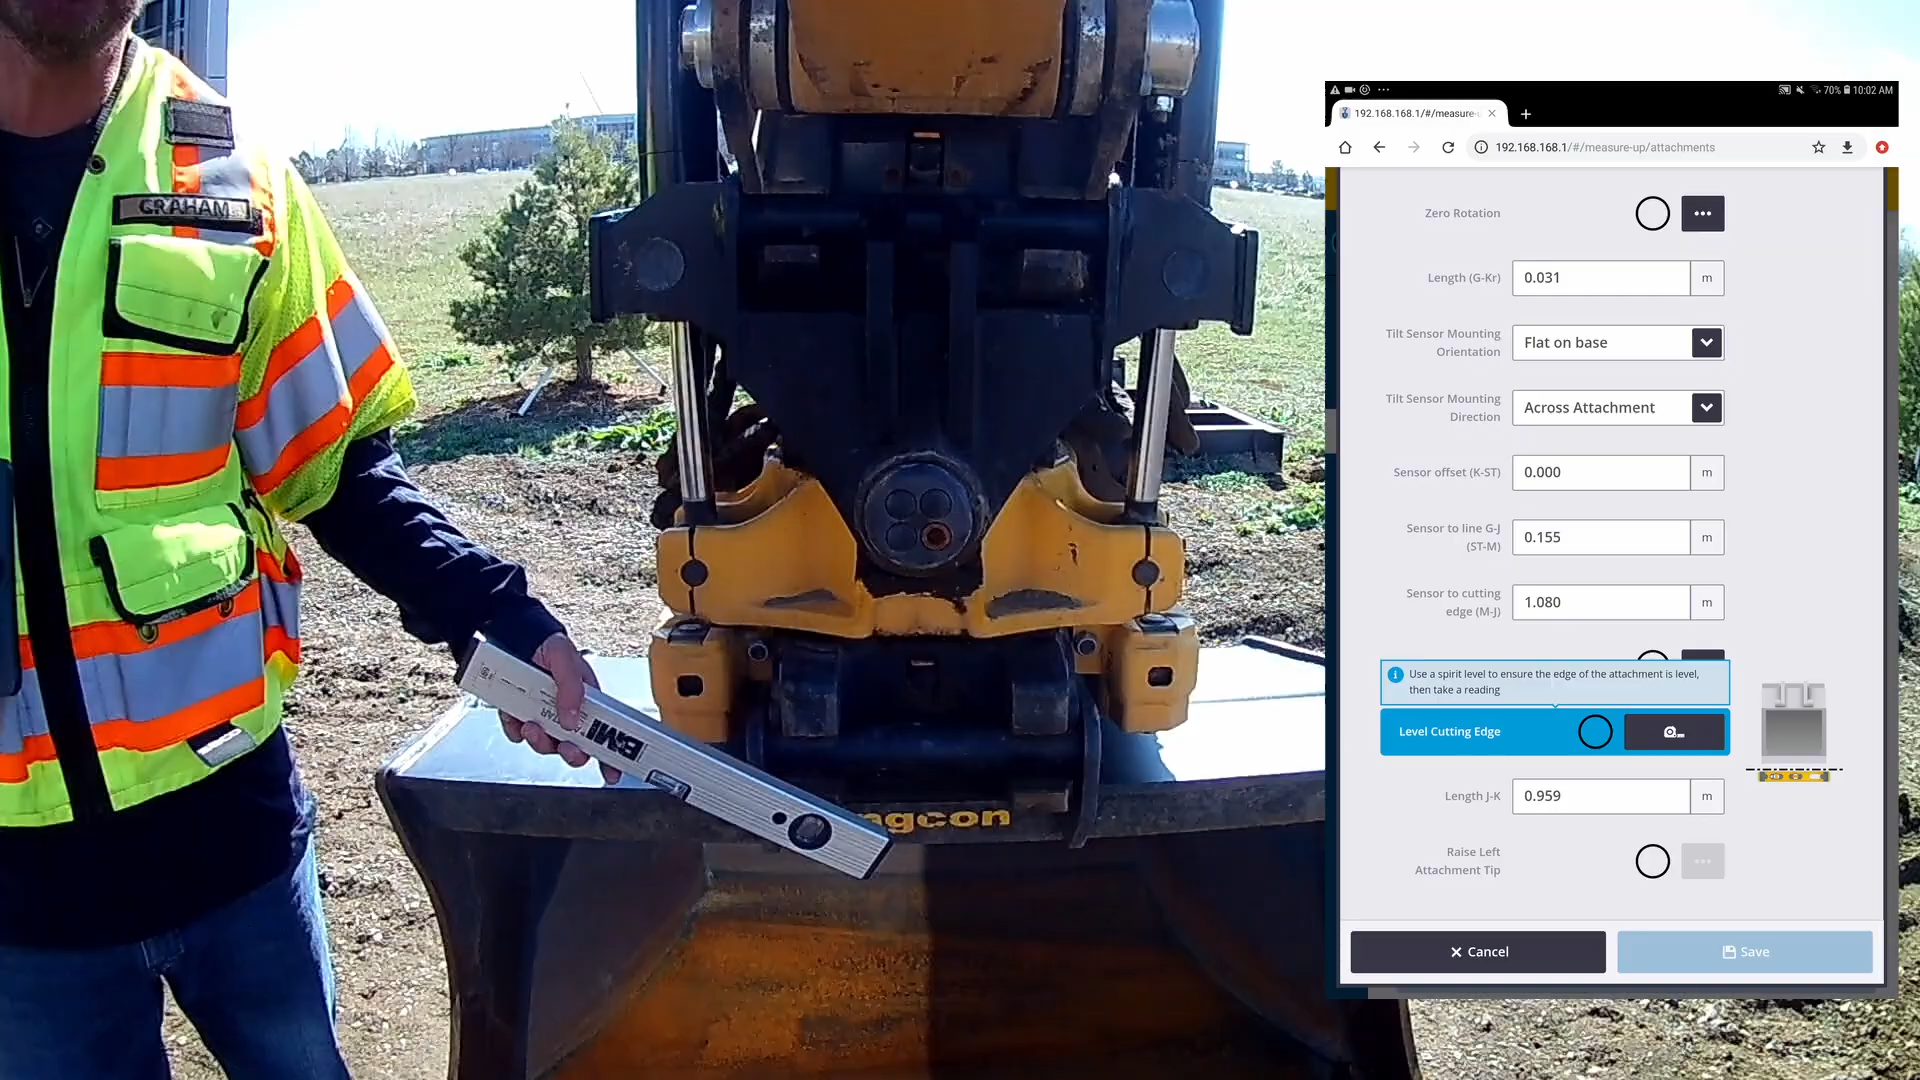 GRAHAM
BMI
ngcon
70% 10:02 AM
192.168.168.1/#/measure-
192.168.168.1/#/measure-up/attachments
Zero Rotation
Length (G-Kr) 0.031 m
Tilt Sensor Mounting
Orientation
Flat on base
Tilt Sensor Mounting
Direction
Across Attachment
Sensor offset (K-ST) 0.000 m
Sensor to line G-J
(ST-M)
0.155 m
Sensor to cutting
edge (M-J)
1.080 m
Use a spirit level to ensure the edge of the attachment is level,
then take a reading
Level Cutting Edge
Length J-K 0.959 m
Raise Left
Attachment Tip
Cancel
Save